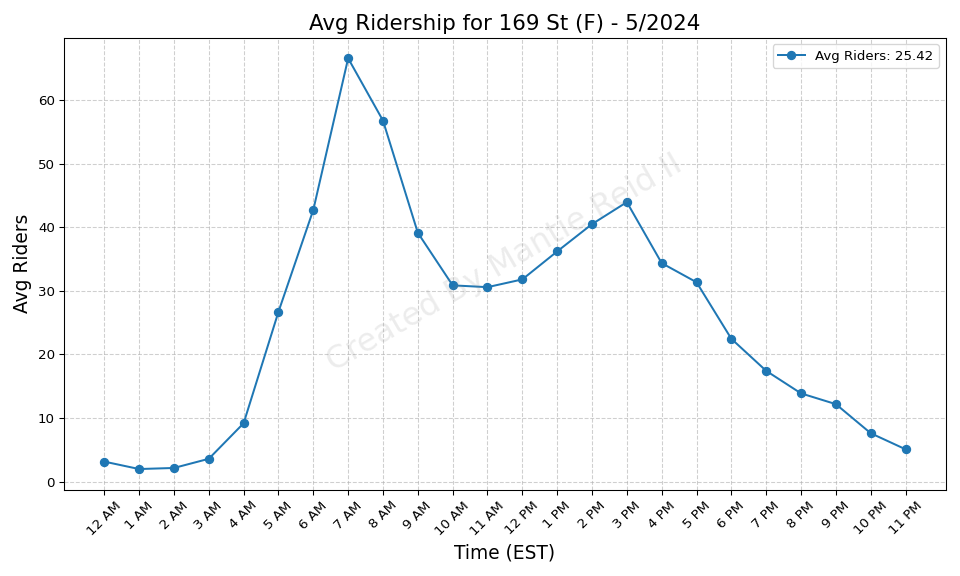 Avg Ridership for 169 St (F) - 5/2024
Avg Riders: 25.42
Avg Riders
60
50
40
30
20
10
0
Created By Mantie Reid II
12 AM
1 AM
2 AM
3 AM
4 AM
5 AM
6 AM
7 AM
8 AM
9 AM
10 AM
11 AM
12 PM
1 PM
2 PM
3 PM
4 PM
5 PM
6 PM
7 PM
8 PM
9 PM
10 PM
11 PM
Time (EST)